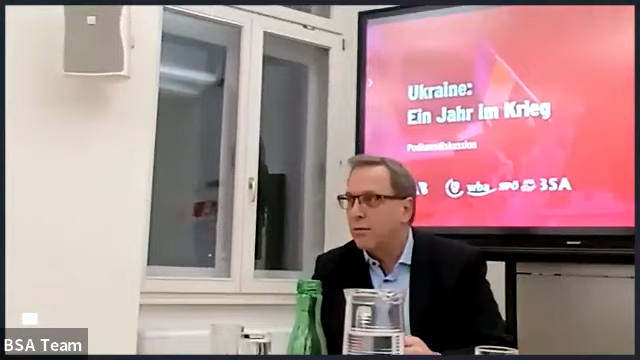 Ukraine:
Ein Jahr im Krieg
Podiumsdiskussion
wba SPÖ BSA
BSA Team